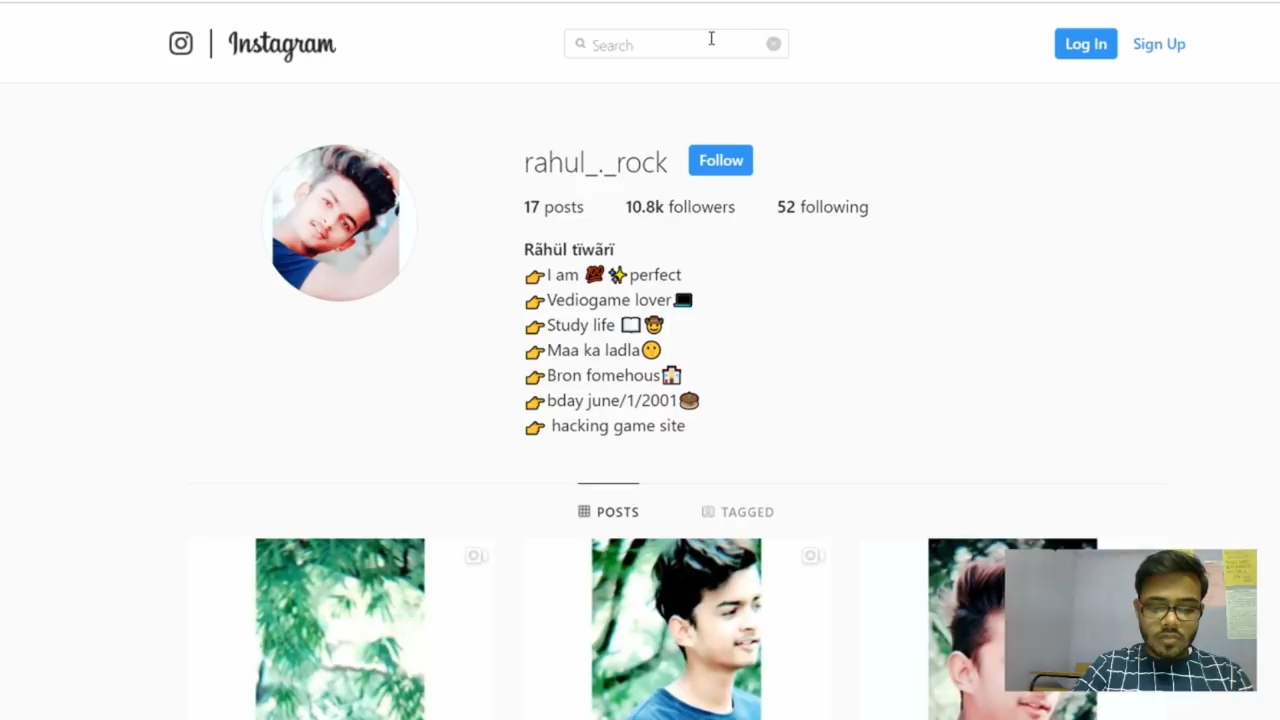 Instagram
Search
Log In
Sign Up
rahul_._rock
Follow
17 posts
10.8k followers
52 following
Rãhül tïwãrï
👉I am 💯✨perfect
👉Vediogame lover💻
👉Study life 📖🤠
👉Maa ka ladla😗
👉Bron fomehous🏥
👉bday june/1/2001🎂
👉 hacking game site
POSTS
TAGGED